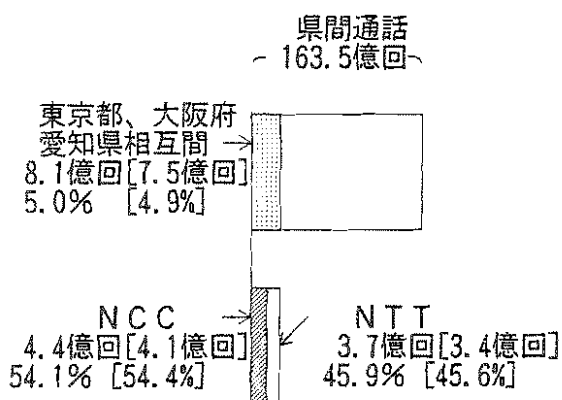 県間通話
163.5億回
東京都、大阪府
愛知県相互間
8.1億回[7.5億回]
5.0% [4.9%]
NCC
4.4億回[4.1億回]
54.1% [54.4%]
NTT
3.7億回[3.4億回]
45.9% [45.6%]